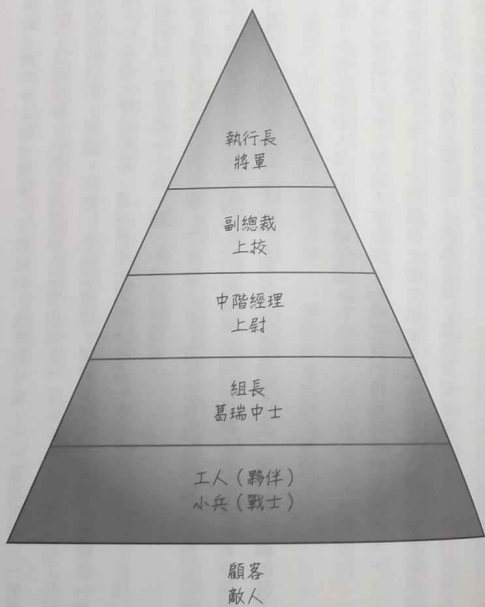 執行長
將軍
副總裁
上校
中階經理
上尉
組長
葛瑞中士
工人（夥伴）
小兵（戰士）
顧客
敵人